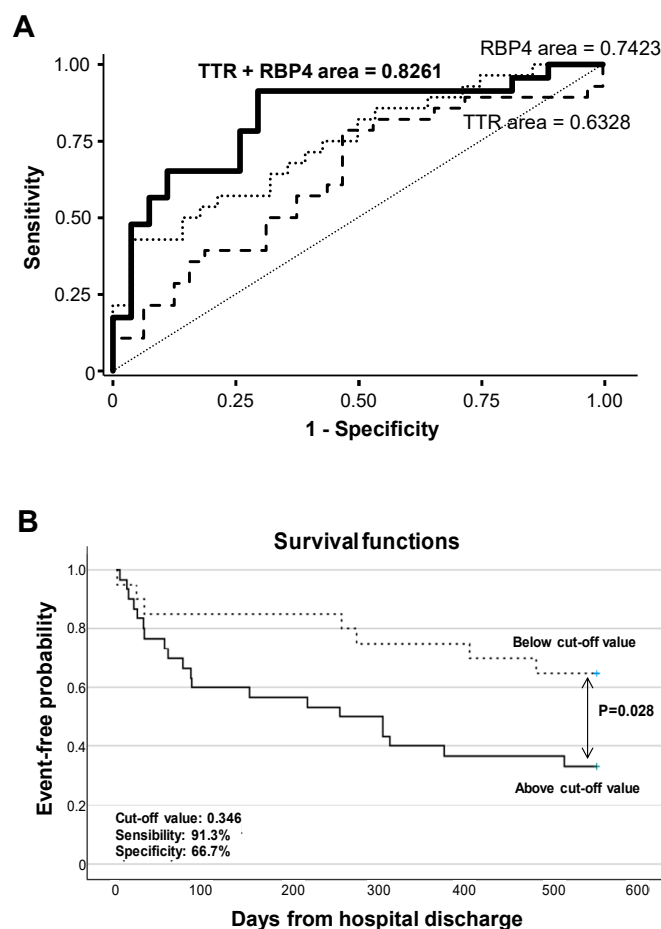 A
RBP4 area = 0.7423
TTR + RBP4 area = 0.8261
TTR area = 0.6328
1.00
0.75
0.50
0.25
0
Sensitivity
0 0.25 0.50 0.75 1.00
1 - Specificity
B
Survival functions
1.0
0.8
0.6
0.4
0.2
0
Event-free probability
Below cut-off value
P=0.028
Above cut-off value
Cut-off value: 0.346
Sensibility: 91.3%
Specificity: 66.7%
0 100 200 300 400 500 600
Days from hospital discharge